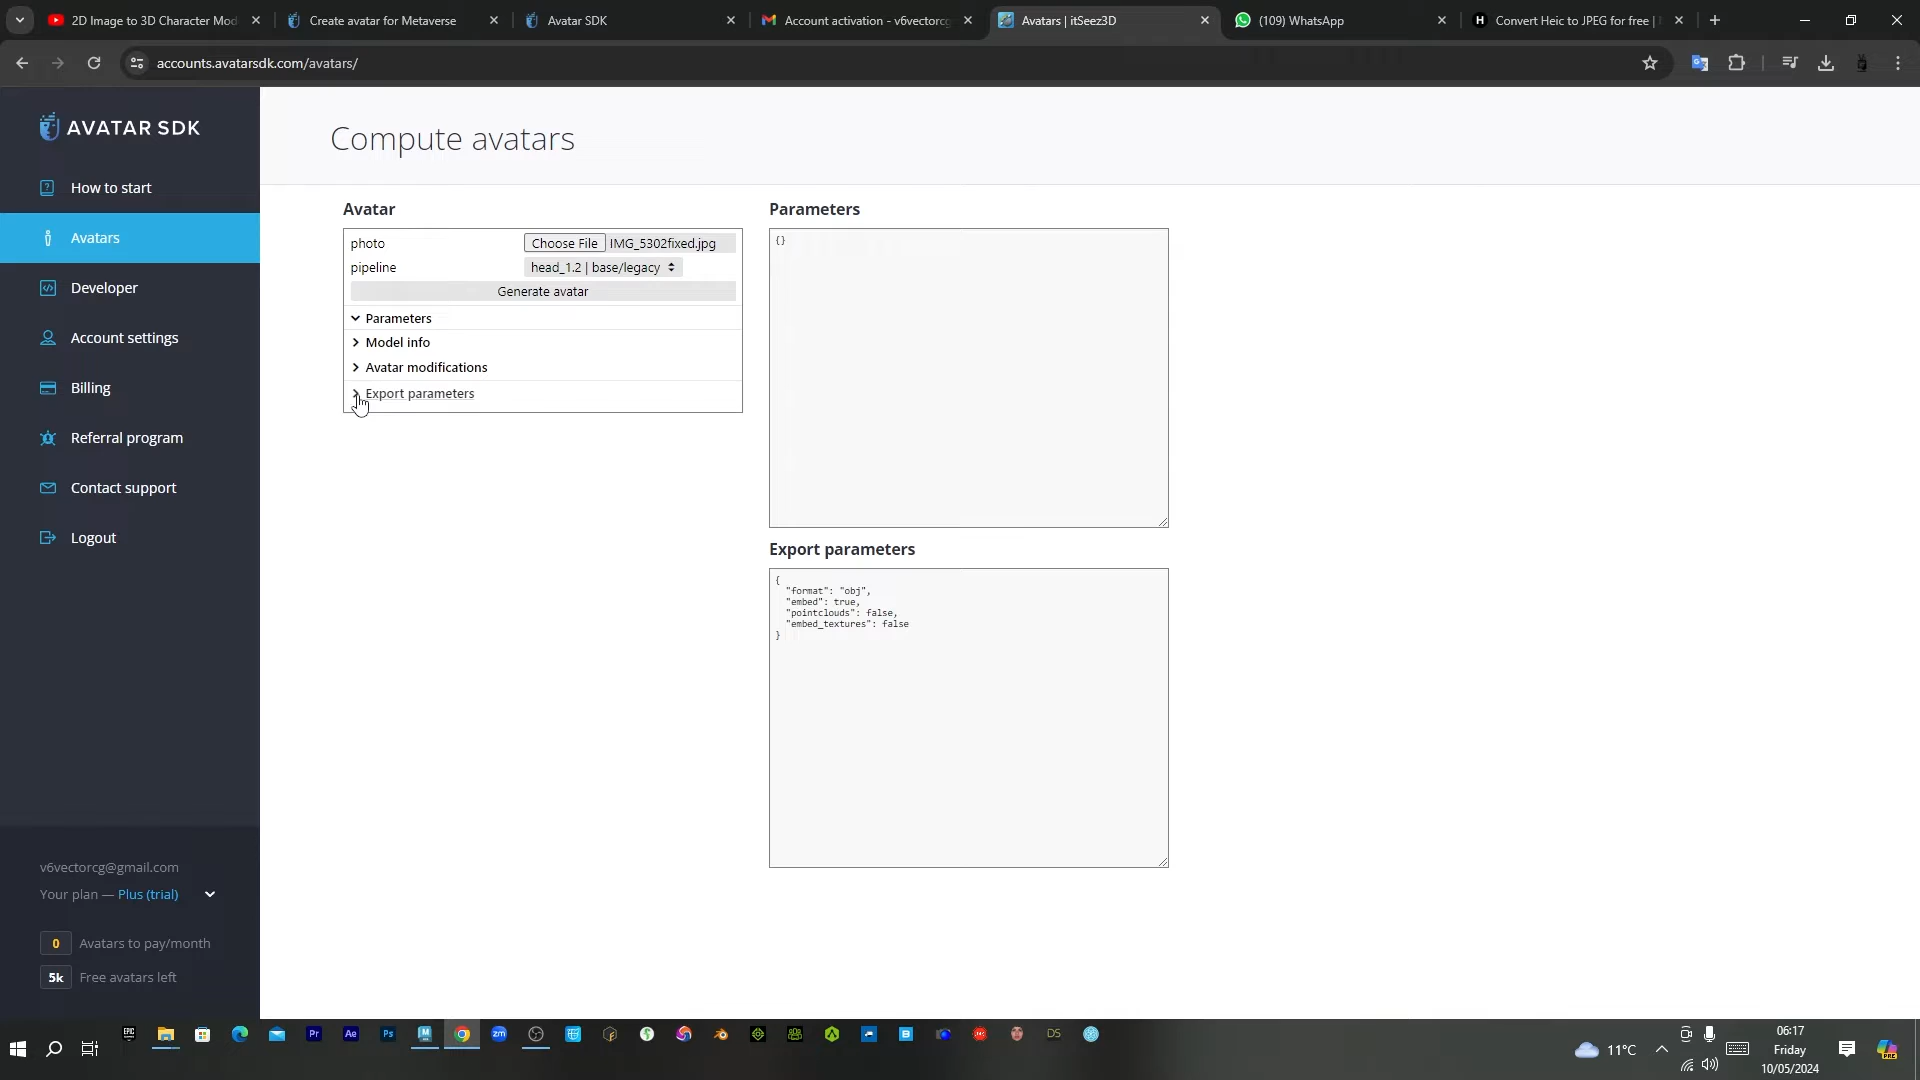 2D Image to 3D Character Mod
Create avatar for Metaverse
Avatar SDK
Account activation - v6vectorcg
Avatars | itSeez3D
(109) WhatsApp
Convert Heic to JPEG for free |
accounts.avatarsdk.com/avatars/
AVATAR SDK
How to start
Avatars
Developer
Account settings
Billing
Referral program
Contact support
Logout
v6vectorcg@gmail.com
Your plan — Plus (trial)
0 Avatars to pay/month
5k Free avatars left
Compute avatars
Avatar
photo Choose File IMG_5302fixed.jpg
pipeline head_1.2 | base/legacy
Generate avatar
Parameters
Model info
Avatar modifications
Export parameters
Parameters
{}
Export parameters
{
"format": "obj",
"embed": true,
"pointclouds": false,
"embed_textures": false
}
11°C
06:17
Friday
10/05/2024